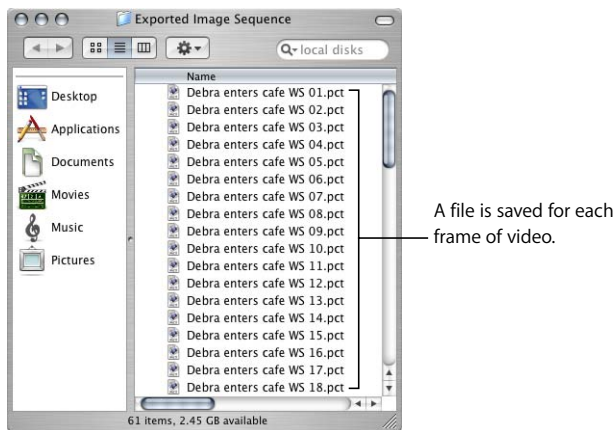 Exported Image Sequence
local disks
Name
Desktop
Applications
Documents
Movies
Music
Pictures
Debra enters cafe WS 01.pct
Debra enters cafe WS 02.pct
Debra enters cafe WS 03.pct
Debra enters cafe WS 04.pct
Debra enters cafe WS 05.pct
Debra enters cafe WS 06.pct
Debra enters cafe WS 07.pct
Debra enters cafe WS 08.pct
Debra enters cafe WS 09.pct
Debra enters cafe WS 10.pct
Debra enters cafe WS 11.pct
Debra enters cafe WS 12.pct
Debra enters cafe WS 13.pct
Debra enters cafe WS 14.pct
Debra enters cafe WS 15.pct
Debra enters cafe WS 16.pct
Debra enters cafe WS 17.pct
Debra enters cafe WS 18.pct
61 items, 2.45 GB available
A file is saved for each
frame of video.